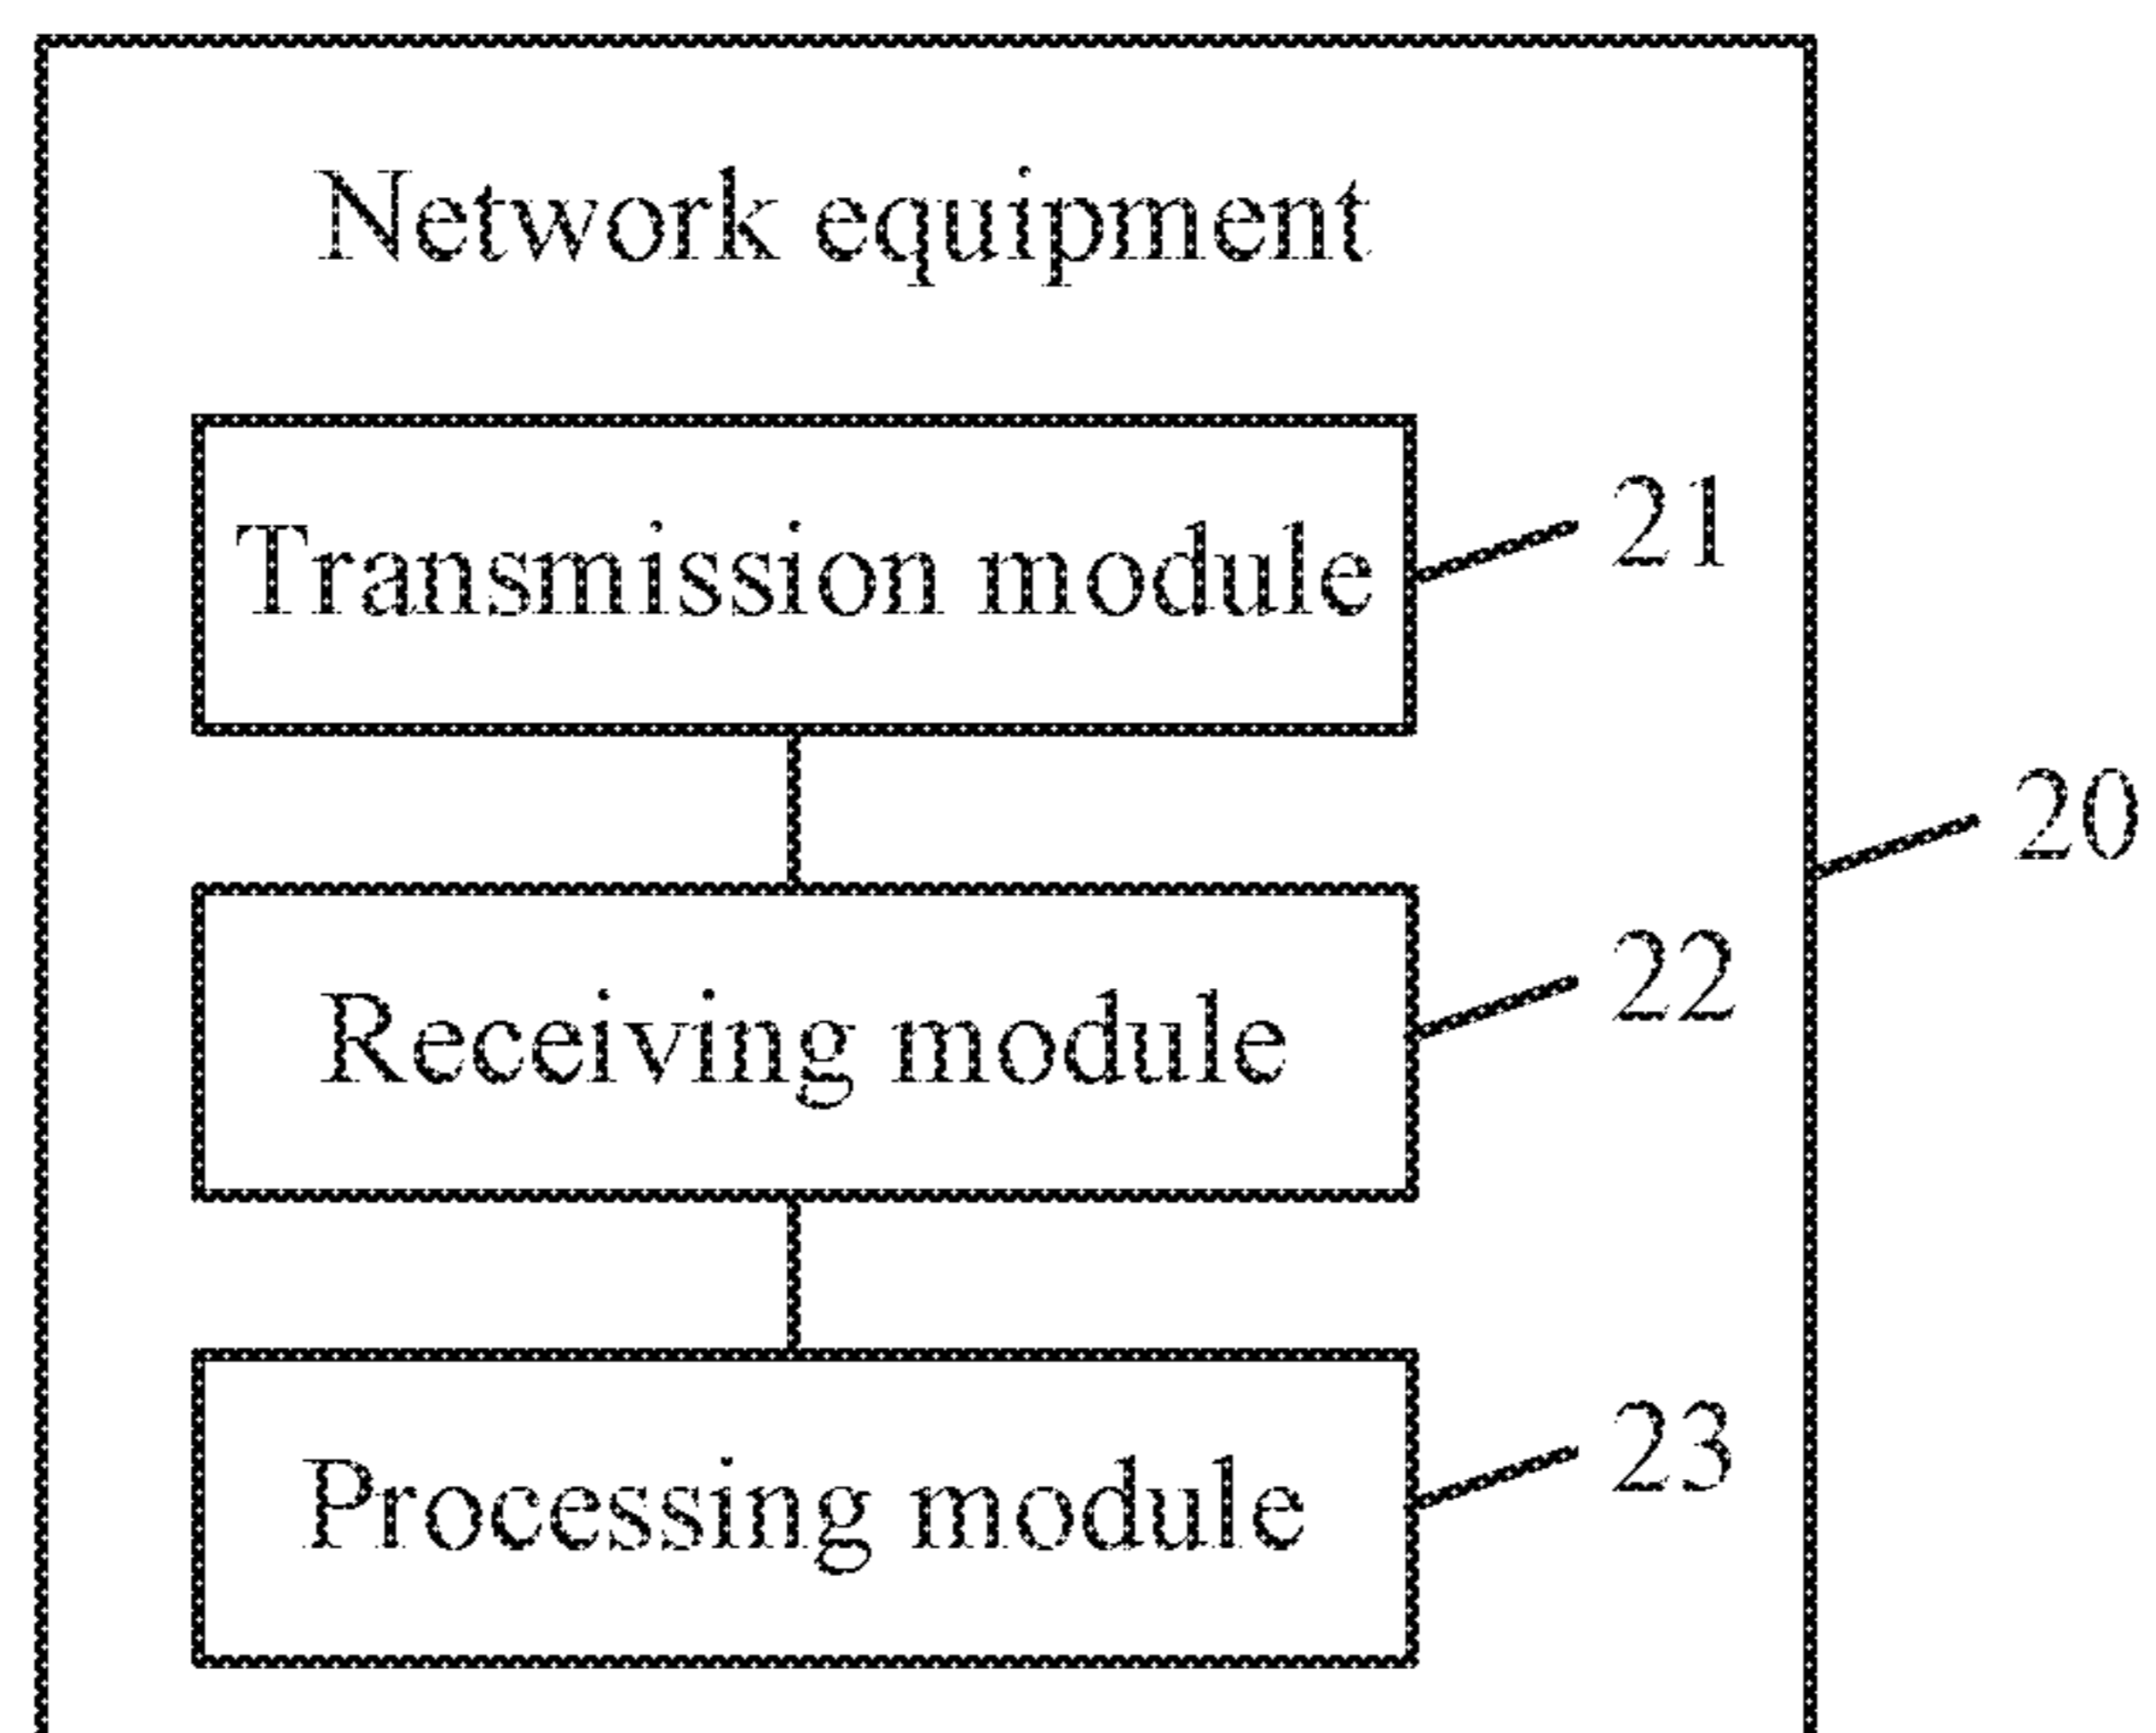 Network equipment
Transmission module
21
20
Receiving module
22
Processing module
23